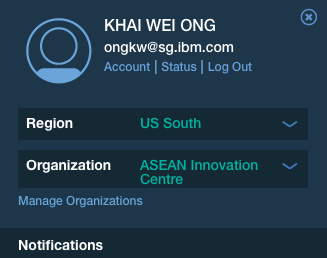 KHAI WEI ONG
ongkw@sg.ibm.com
Account | Status | Log Out
Region US South
Organization ASEAN Innovation
Centre
Manage Organizations
Notifications